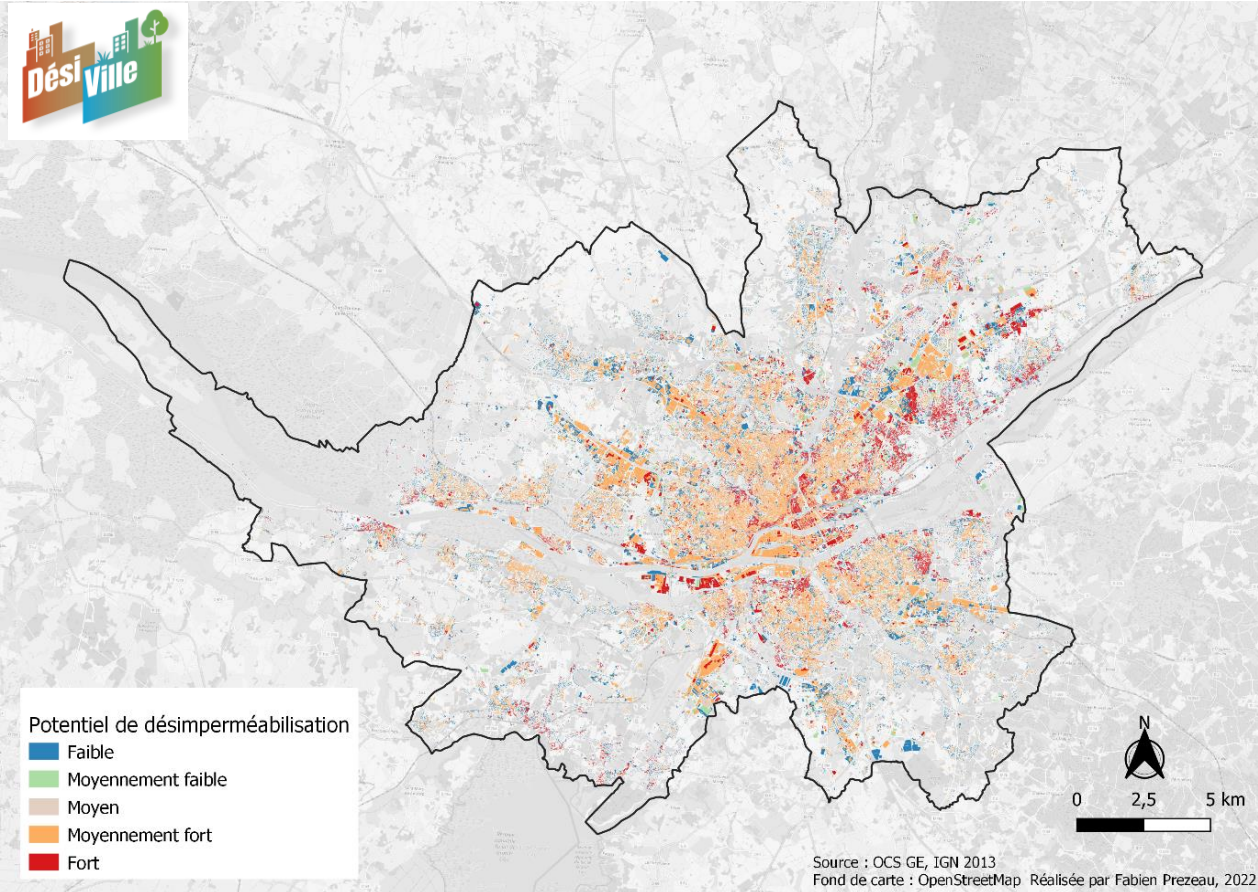 Dési Ville
Potentiel de désimperméabilisation
Faible
Moyennement faible
Moyen
Moyennement fort
Fort
N
0 2,5 5 km
Source : OCS GE, IGN 2013
Fond de carte : OpenStreetMap Réalisée par Fabien Prezeau, 2022